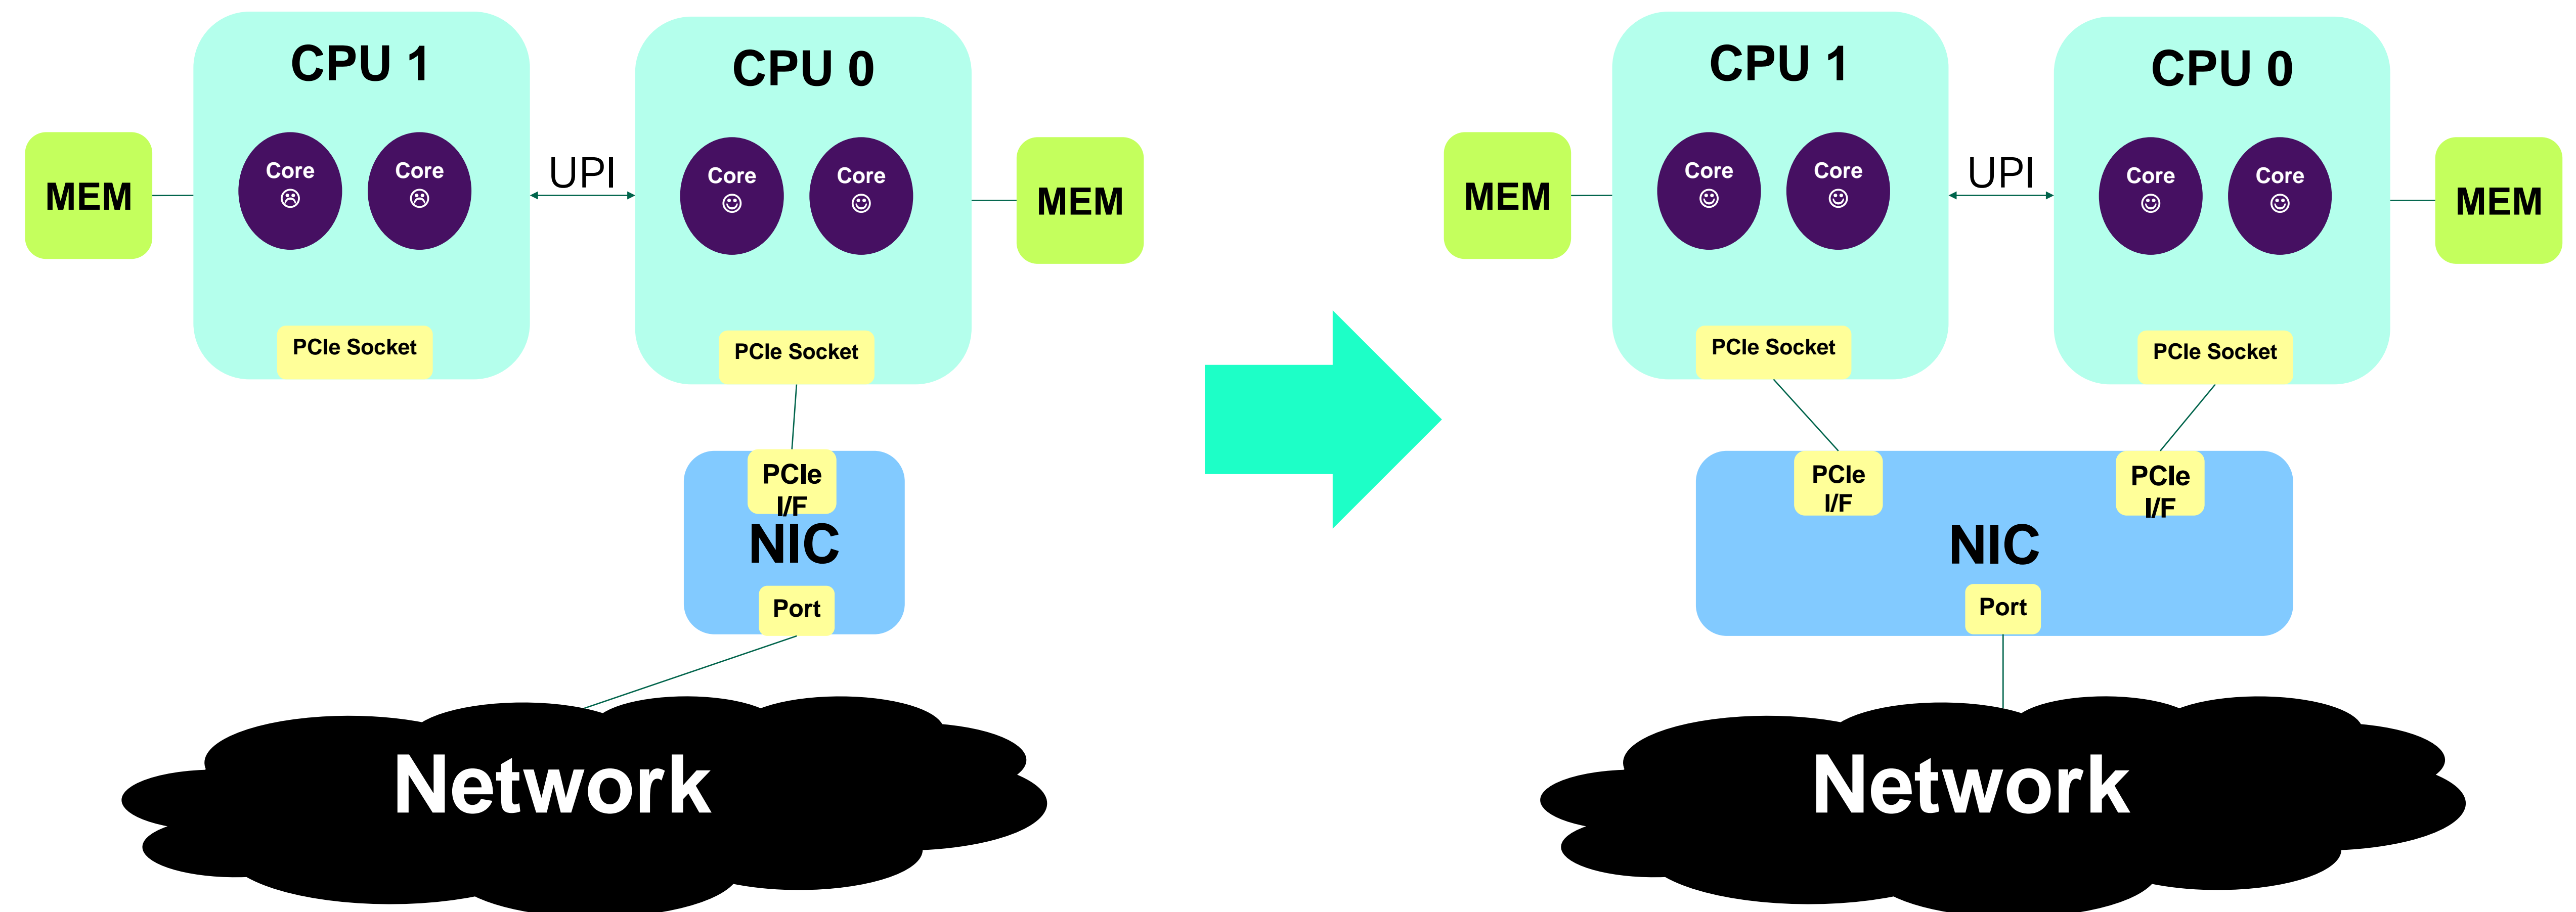 CPU 1
Core
☹
Core
☹
MEM
PCIe Socket
UPI
CPU 0
Core
☺
Core
☺
MEM
PCIe Socket
PCIe
I/F
NIC
Port
Network
CPU 1
Core
☺
Core
☺
MEM
PCIe Socket
UPI
CPU 0
Core
☺
Core
☺
MEM
PCIe Socket
PCIe
I/F
PCIe
I/F
NIC
Port
Network